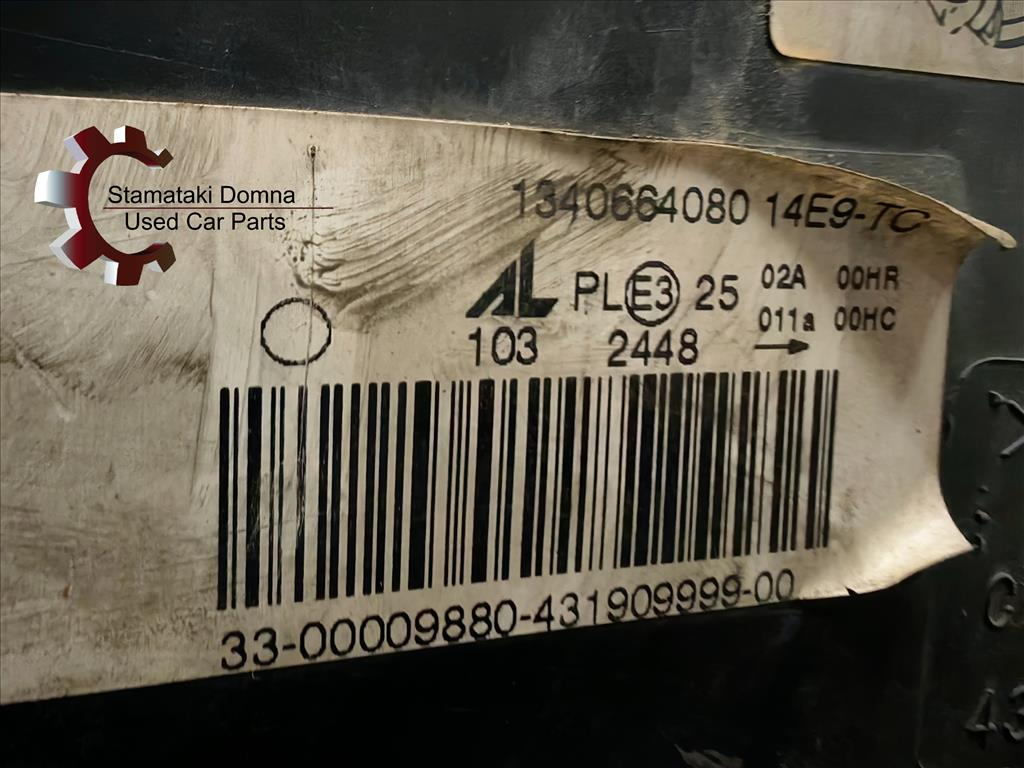 Stamataki Domna
Used Car Parts
1340664080 14E9-TC
AL PL E3 25 02A 00HR
011a 00HC
103 2448
33-00009880-431909999-00